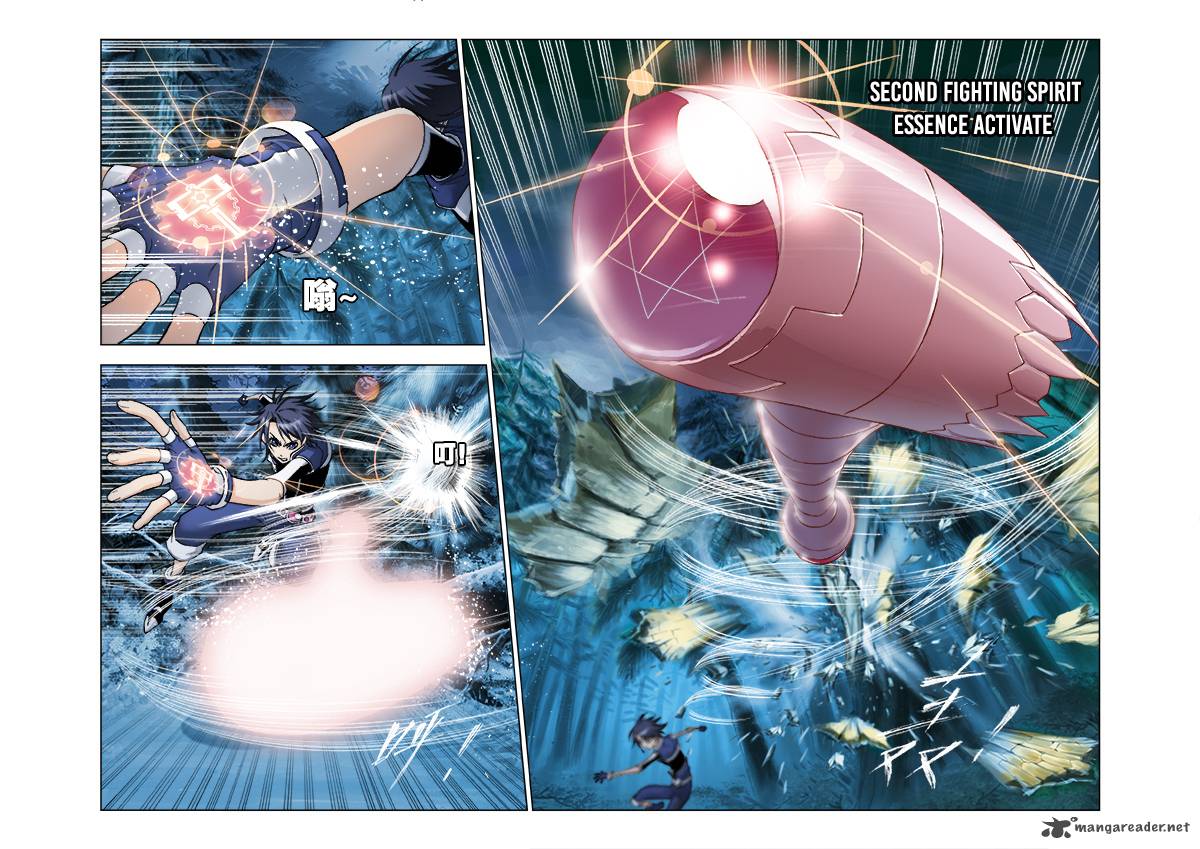 嗡~
叮!
SECOND FIGHTING SPIRIT
ESSENCE ACTIVATE
mangareader.net